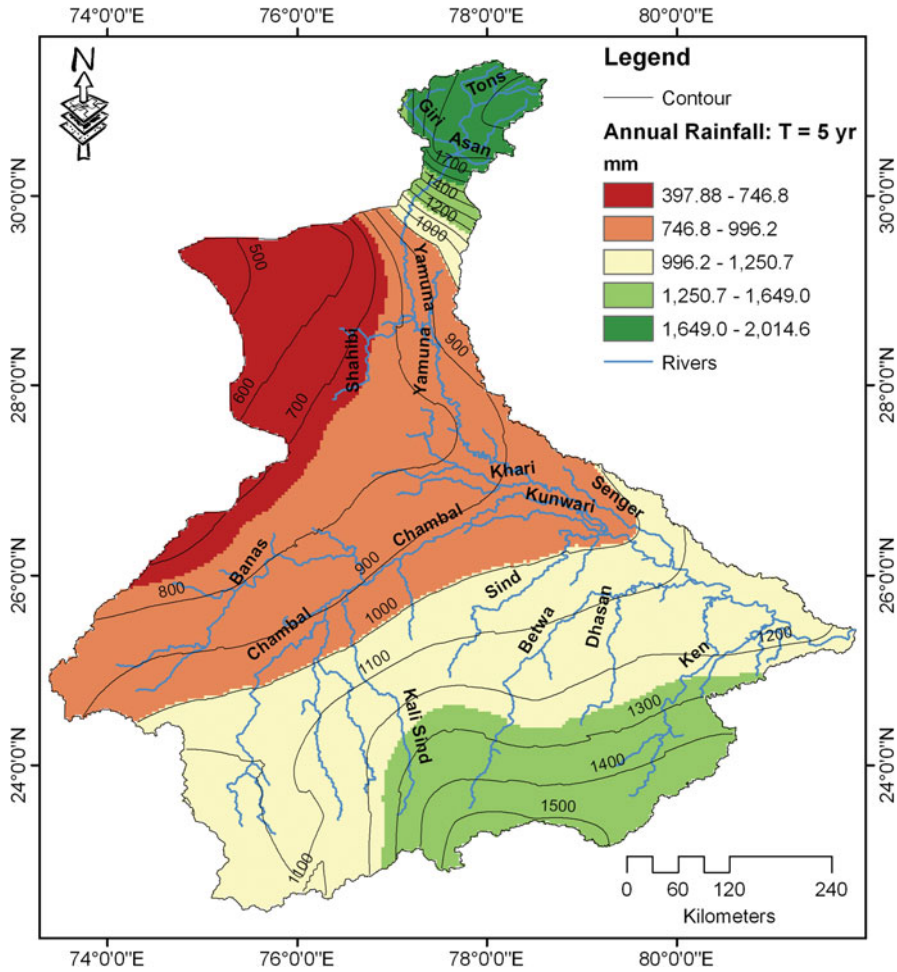 74°0'0"E 76°0'0"E 78°0'0"E 80°0'0"E
N
Legend
Contour
Annual Rainfall: T = 5 yr
mm
397.88 - 746.8
746.8 - 996.2
996.2 - 1,250.7
1,250.7 - 1,649.0
1,649.0 - 2,014.6
Rivers
Tons
Giri
Asan
1700
1400
1200
1000
30°0'0"N 30°0'0"N
500
Yamuna
900
Yamuna
Shahibi
28°0'0"N 28°0'0"N
600
700
Khari
Senger
Kunwari
Chambal
Banas
900
26°0'0"N 26°0'0"N
800
Sind
1000
Chambal
Dhasan
Betwa
1200
1100
Ken
Kali Sind
1300
24°0'0"N 24°0'0"N
1400
1500
1100
0 60 120 240
Kilometers
74°0'0"E 76°0'0"E 78°0'0"E 80°0'0"E